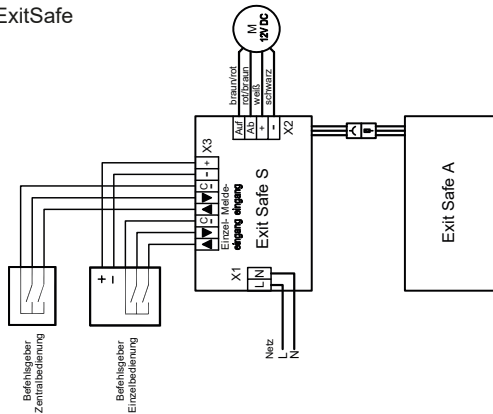 ExitSafe
M
12V DC
braun/rot
rot/braun
weiß
schwarz
Auf
Ab
+
-
X2
X3
+
-
C -
C -
Melde-
eingang
Einzel-
eingang
Exit Safe S
X1
L N
Netz
L
N
Exit Safe A
+
-
Befehlsgeber
Zentralbedienung
Befehlsgeber
Einzelbedienung